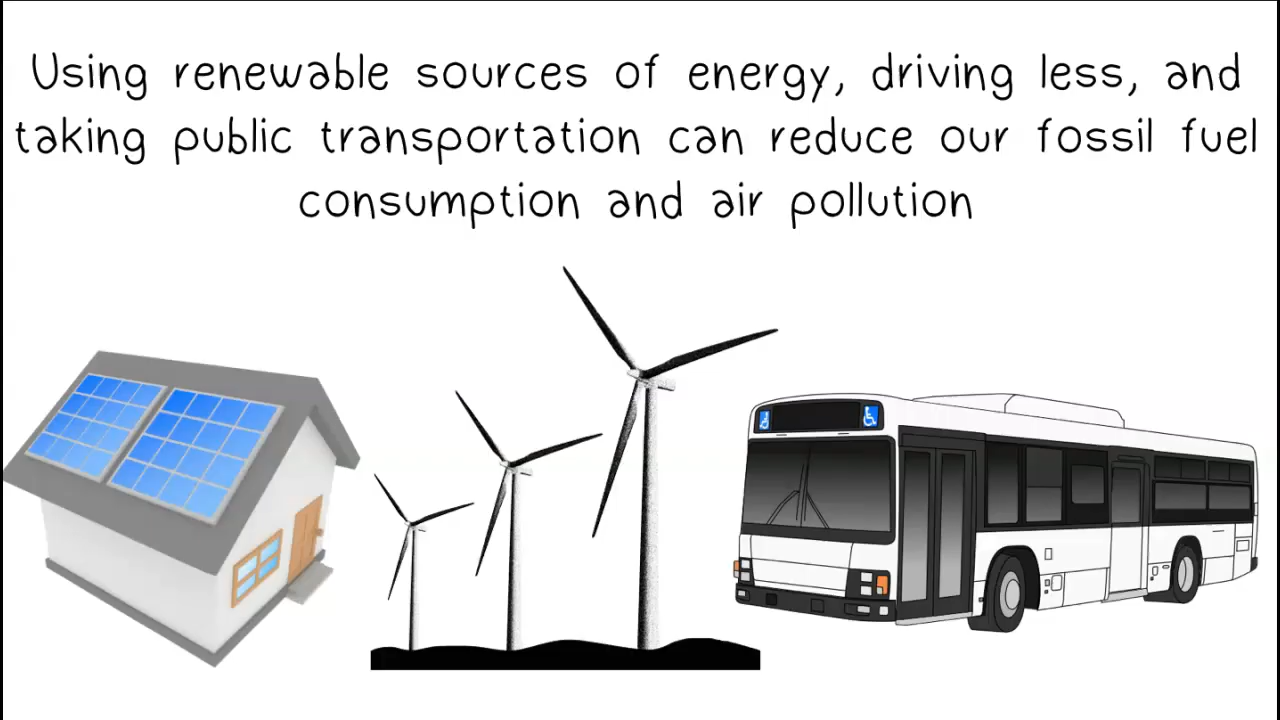 Using renewable sources of energy, driving less, and
taking public transportation can reduce our fossil fuel
consumption and air pollution